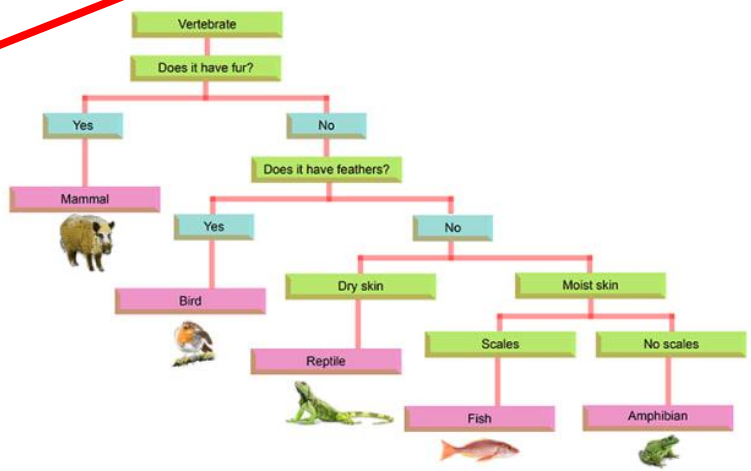 Vertebrate
Does it have fur?
Yes
No
Does it have feathers?
Mammal
Yes
No
Dry skin
Moist skin
Bird
Scales
No scales
Reptile
Fish
Amphibian